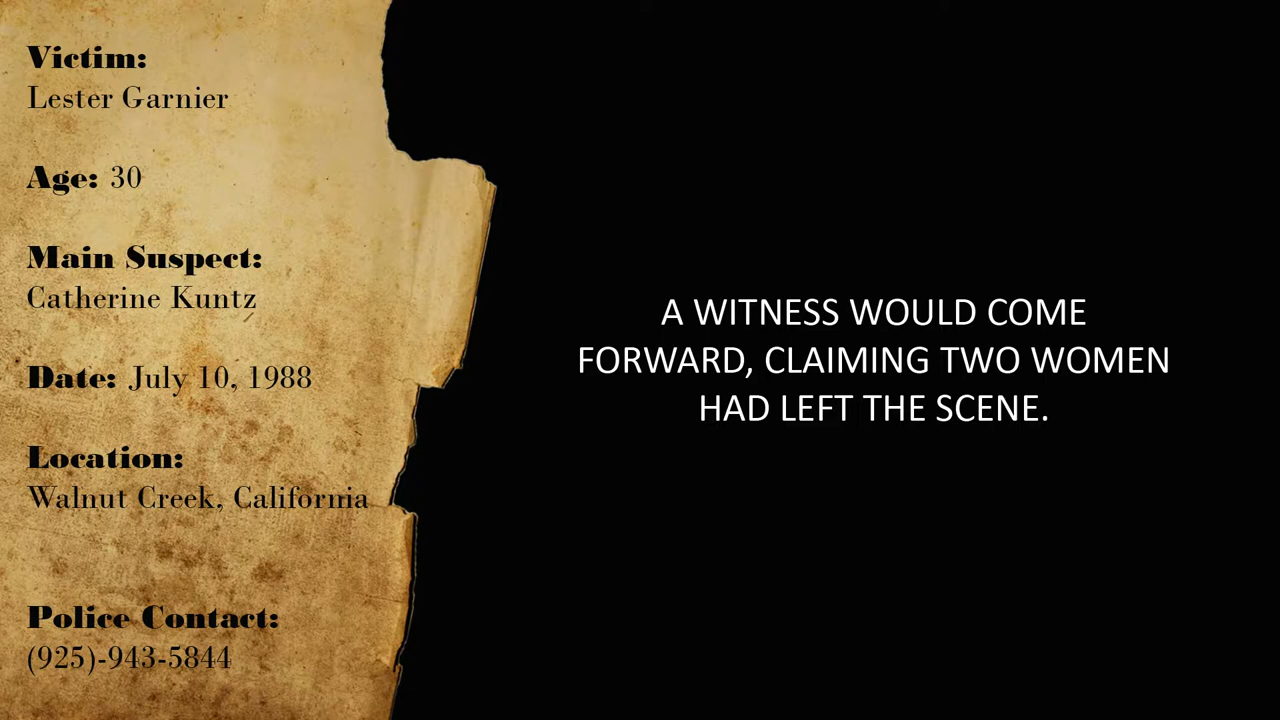 Victim:
Lester Garnier
Age: 30
Main Suspect:
Catherine Kuntz
Date: July 10, 1988
Location:
Walnut Creek, California
Police Contact:
(925)-943-5844
A WITNESS WOULD COME
FORWARD, CLAIMING TWO WOMEN
HAD LEFT THE SCENE.